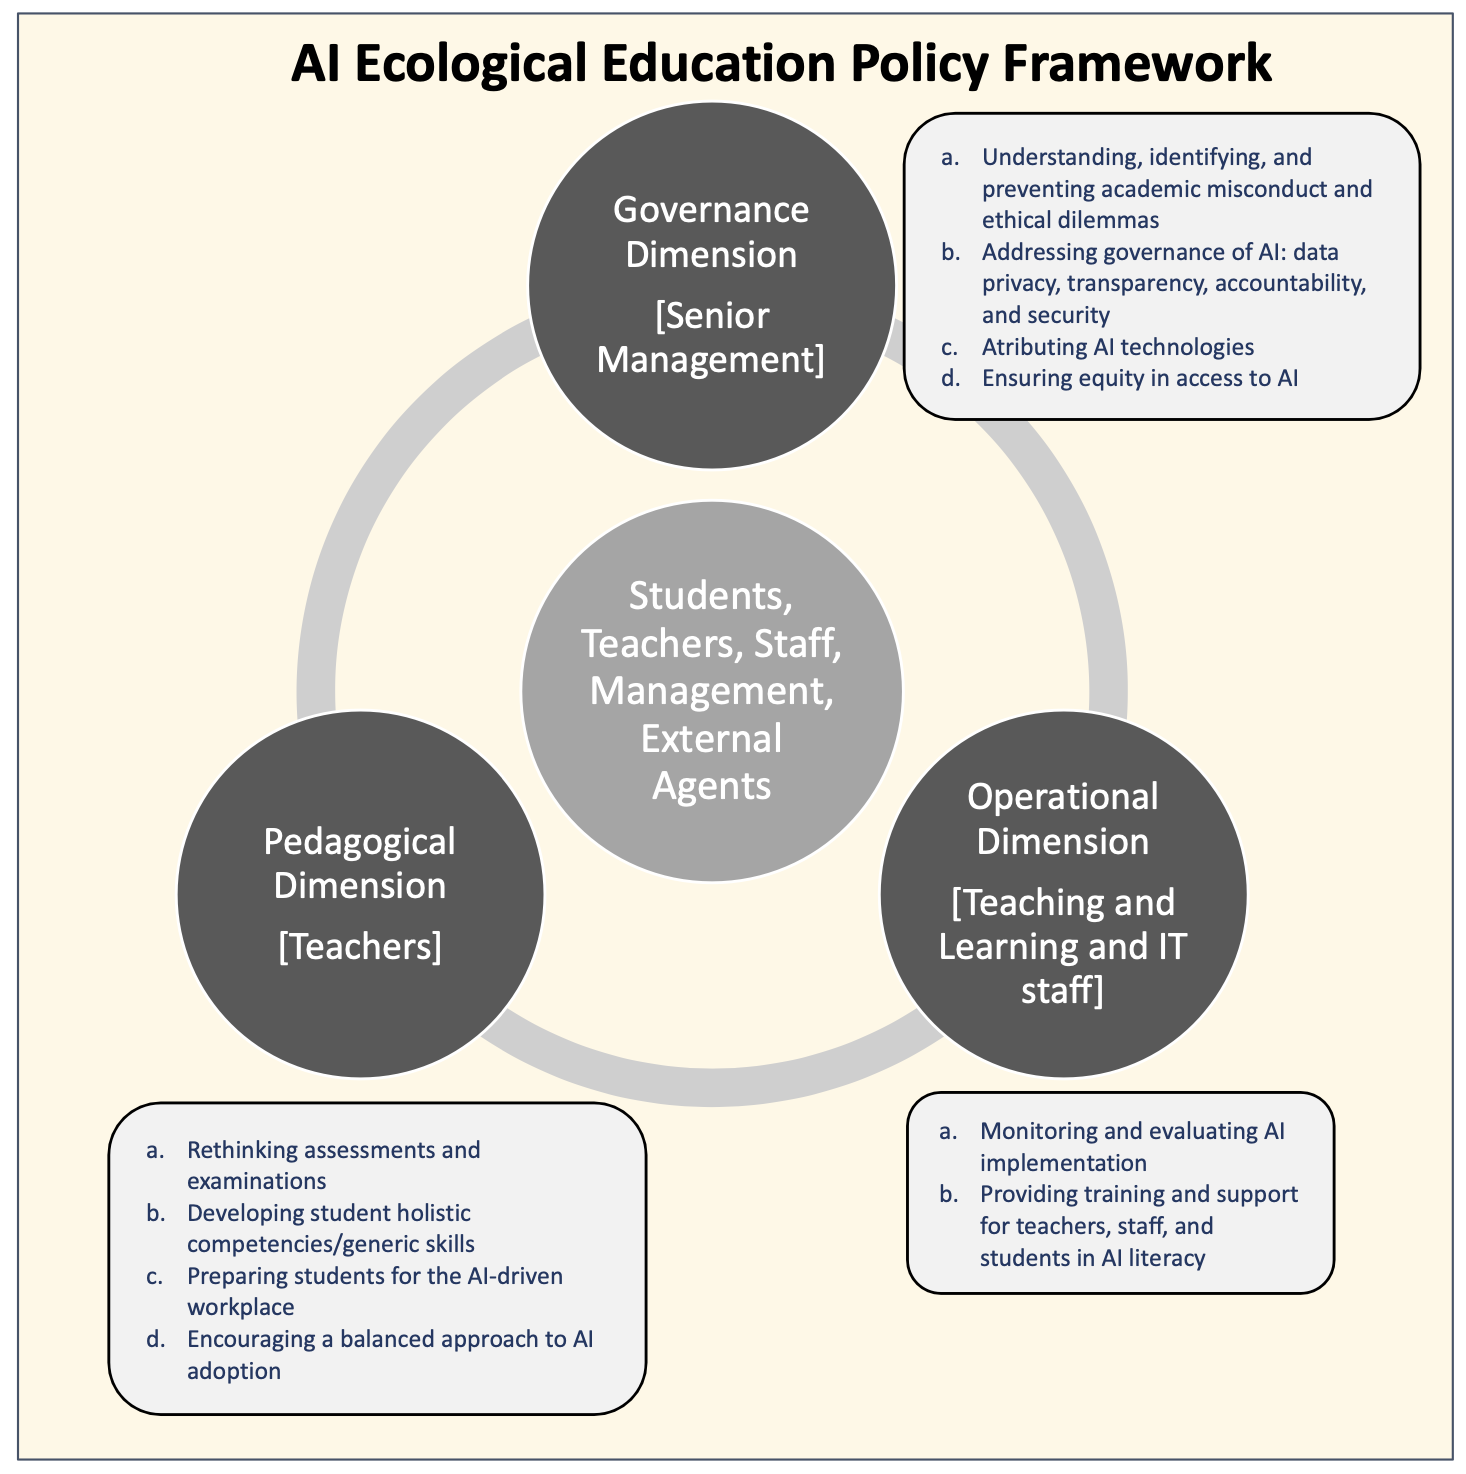 AI Ecological Education Policy Framework
Governance
Dimension
[Senior
Management]
a. Understanding, identifying, and
preventing academic misconduct and
ethical dilemmas
b. Addressing governance of AI: data
privacy, transparency, accountability,
and security
c. Atributing AI technologies
d. Ensuring equity in access to AI
Students,
Teachers, Staff,
Management,
External
Agents
Pedagogical
Dimension
[Teachers]
Operational
Dimension
[Teaching and
Learning and IT
staff]
a. Rethinking assessments and
examinations
b. Developing student holistic
competencies/generic skills
c. Preparing students for the AI-driven
workplace
d. Encouraging a balanced approach to AI
adoption
a. Monitoring and evaluating AI
implementation
b. Providing training and support
for teachers, staff, and
students in AI literacy